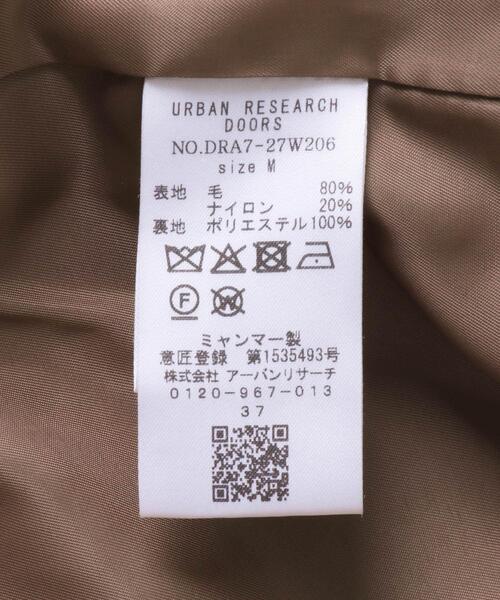 URBAN RESEARCH
DOORS
NO.DRA7-27W206
size M
表地 毛 80%
ナイロン 20%
裏地 ポリエステル100%
F W
ミャンマー製
意匠登録 第1535493号
株式会社 アーバンリサーチ
0120-967-013
37